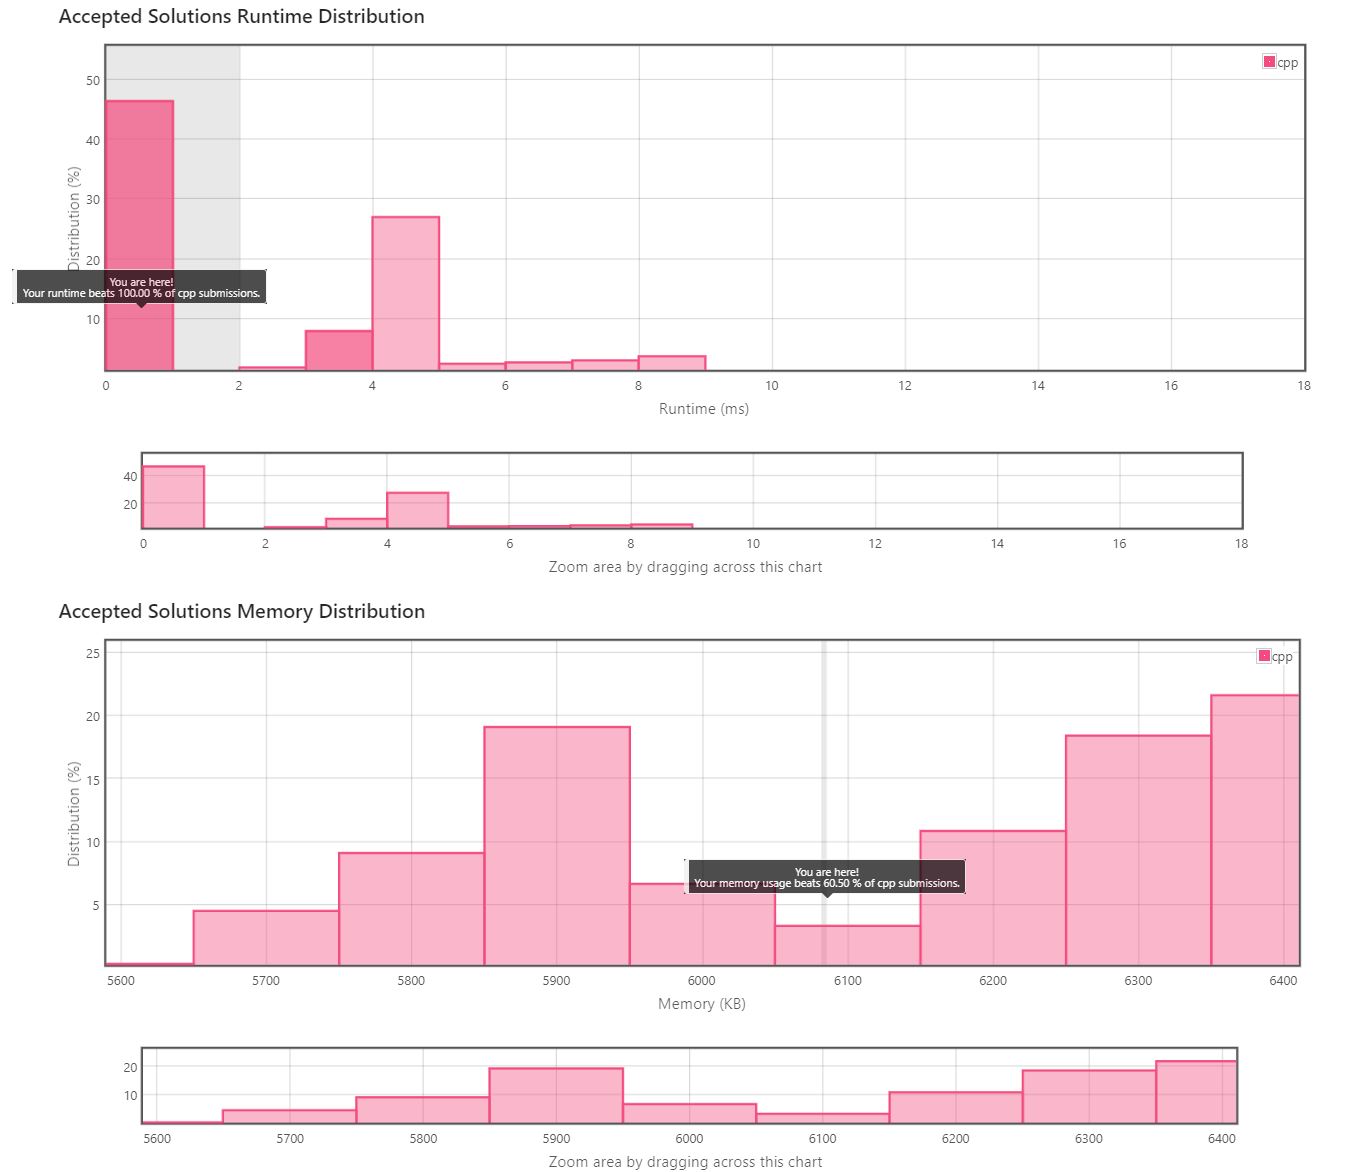 Accepted Solutions Runtime Distribution
cpp
50
40
30
20
10
Distribution (%)
You are here!
Your runtime beats 100.00 % of cpp submissions.
0 2 4 6 8 10 12 14 16 18
Runtime (ms)
40
20
0 2 4 6 8 10 12 14 16 18
Zoom area by dragging across this chart
Accepted Solutions Memory Distribution
cpp
25
20
15
10
5
Distribution (%)
You are here!
Your memory usage beats 60.50 % of cpp submissions.
5600 5700 5800 5900 6000 6100 6200 6300 6400
Memory (KB)
20
10
5600 5700 5800 5900 6000 6100 6200 6300 6400
Zoom area by dragging across this chart